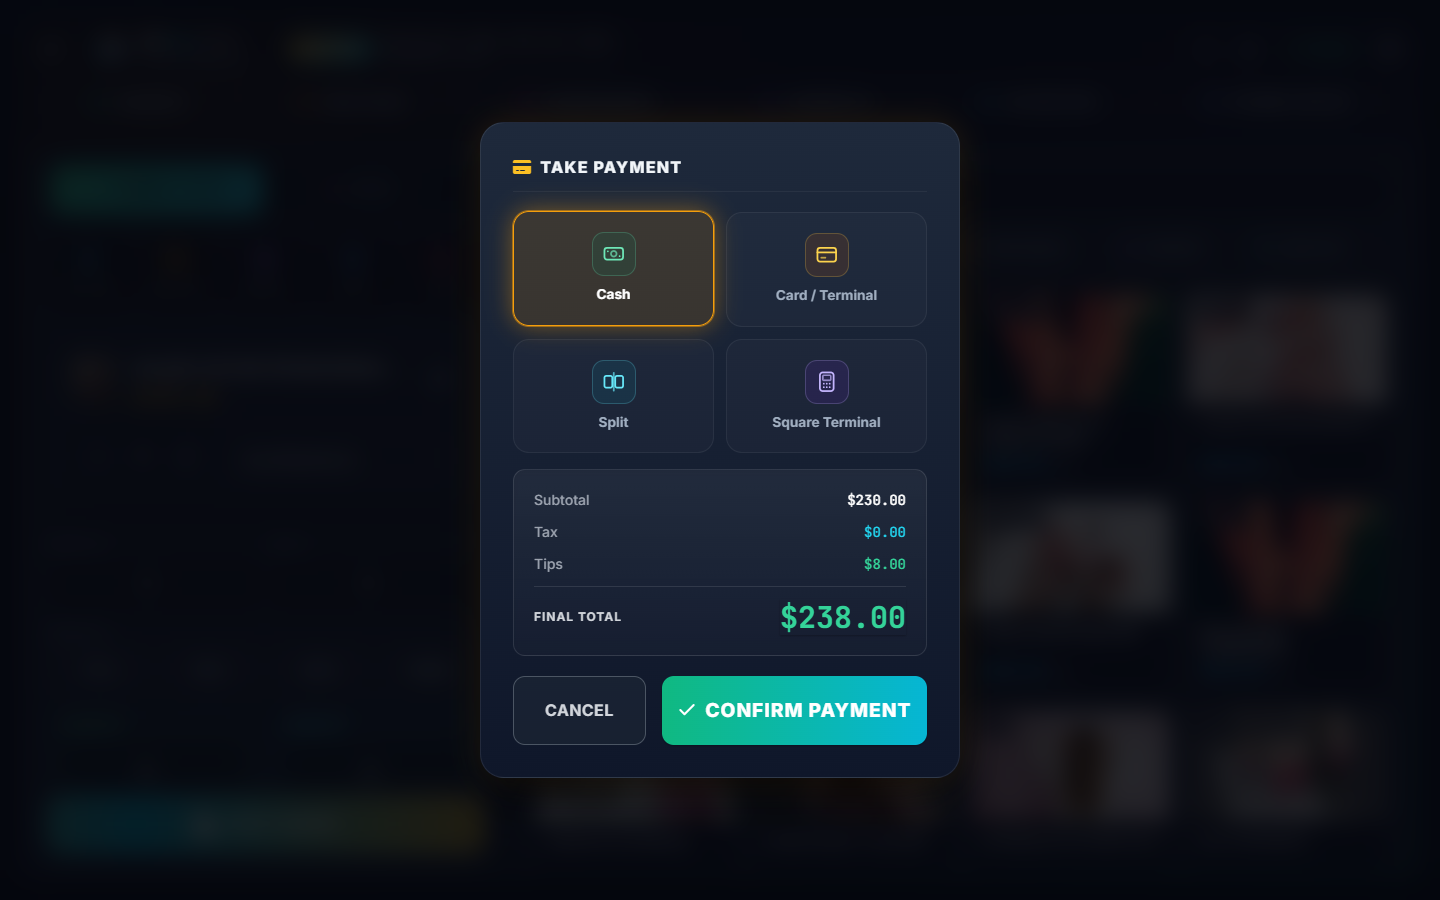 TAKE PAYMENT
Cash
Card / Terminal
Split
Square Terminal
Subtotal $230.00
Tax $0.00
Tips $8.00
FINAL TOTAL $238.00
CANCEL
CONFIRM PAYMENT